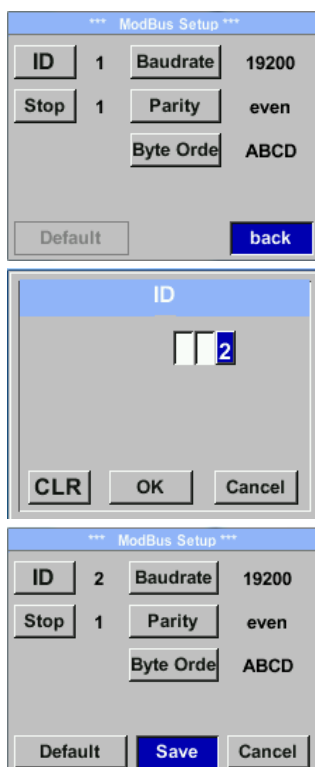 *** ModBus Setup ***
ID 1 Baudrate 19200
Stop 1 Parity even
Byte Orde ABCD
Default back
ID
2
CLR OK Cancel
*** ModBus Setup ***
ID 2 Baudrate 19200
Stop 1 Parity even
Byte Orde ABCD
Default Save Cancel